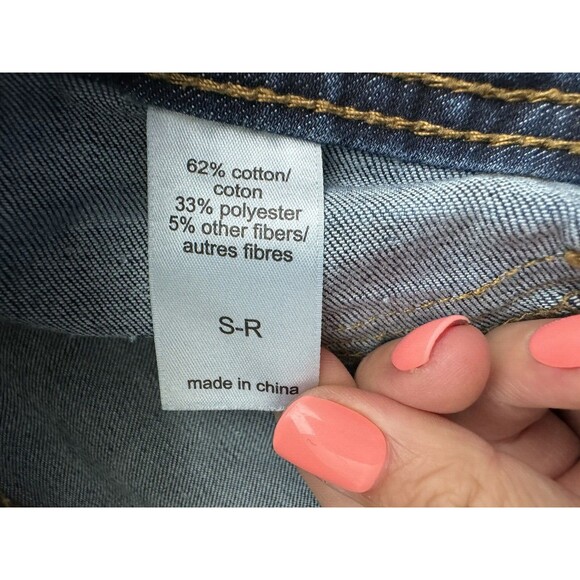 62% cotton/
coton
33% polyester
5% other fibers/
autres fibres
S-R
made in china